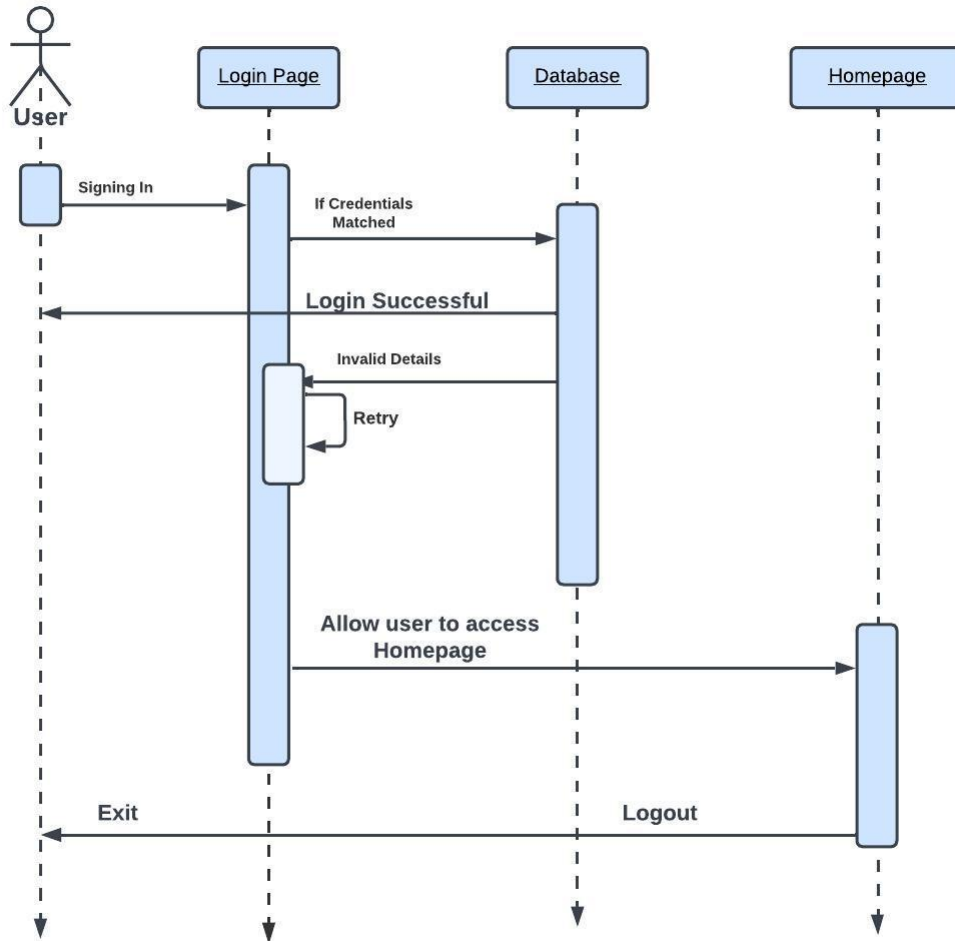 Login Page
Database
Homepage
User
Signing In
If Credentials
Matched
Login Successful
Invalid Details
Retry
Allow user to access
Homepage
Exit
Logout